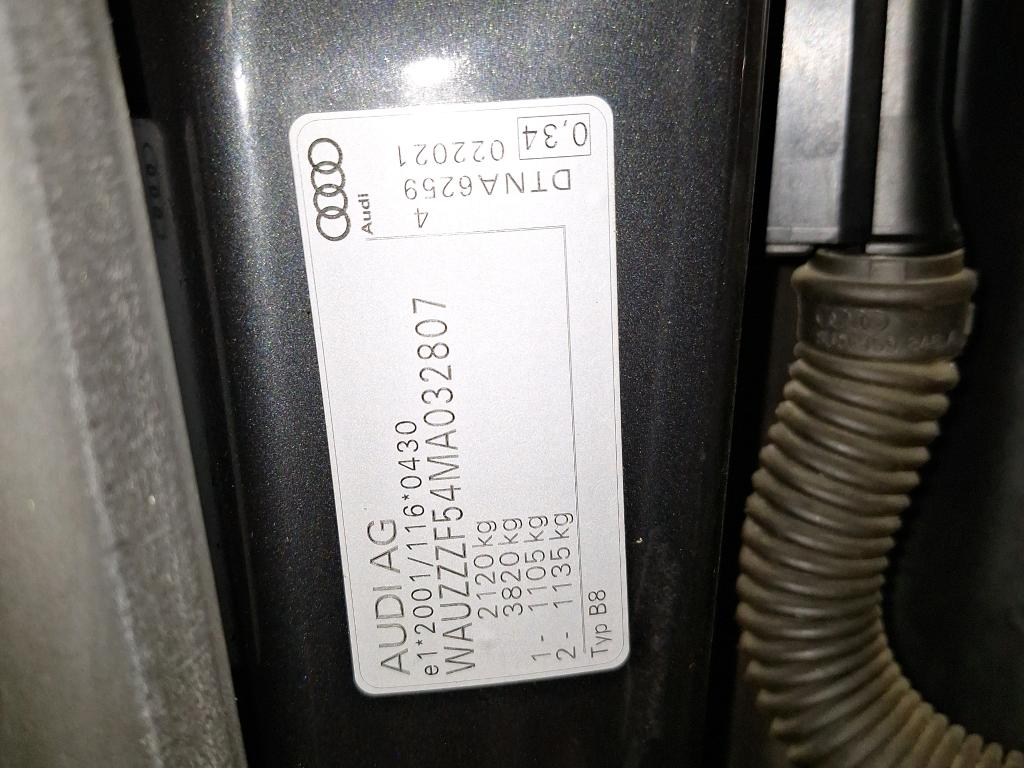 AUDI AG
e1*2001/116*0430
WAUZZZF54MA032807
2120 kg
3820 kg
1 - 1105 kg
2 - 1135 kg
Typ B8
Audi
4
DTNA6259
022021
0,34